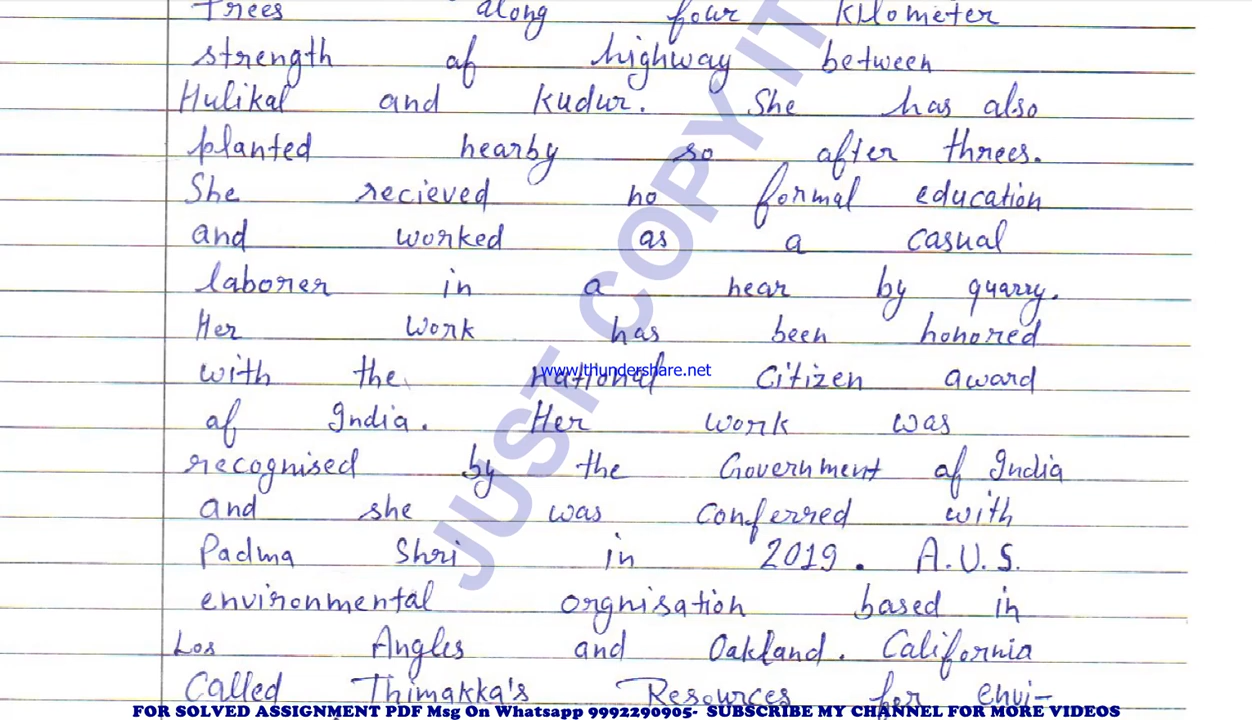 Trees along four Kilometer
strength of highway between
Hulikal and Kudur. She has also
planted hearby so after threes.
She recieved no formal education
and worked as a casual
laborer in a hear by quarry.
Her work has been honored
with the National Citizen award
www.lthundershare.net
of India. Her work was
recognised by the Government of India
and she was conferred with
Padma Shri in 2019. A.U.S.
environmental orgnisation based in
Los Angles and Oakland. California
Called Thimakka's Resources for envi-
JUST COPY IT
FOR SOLVED ASSIGNMENT PDF Msg On Whatsapp 9992290905- SUBSCRIBE MY CHANNEL FOR MORE VIDEOS